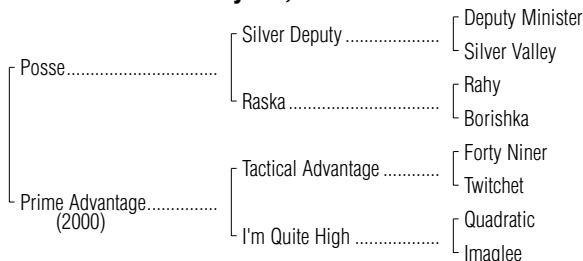 Deputy Minister
Silver Deputy ....................
Silver Valley
Posse................................
Rahy
Raska................................
Borishka
Forty Niner
Tactical Advantage ............
Twitchet
Prime Advantage...............
(2000)
Quadratic
I'm Quite High ..................
Imaglee